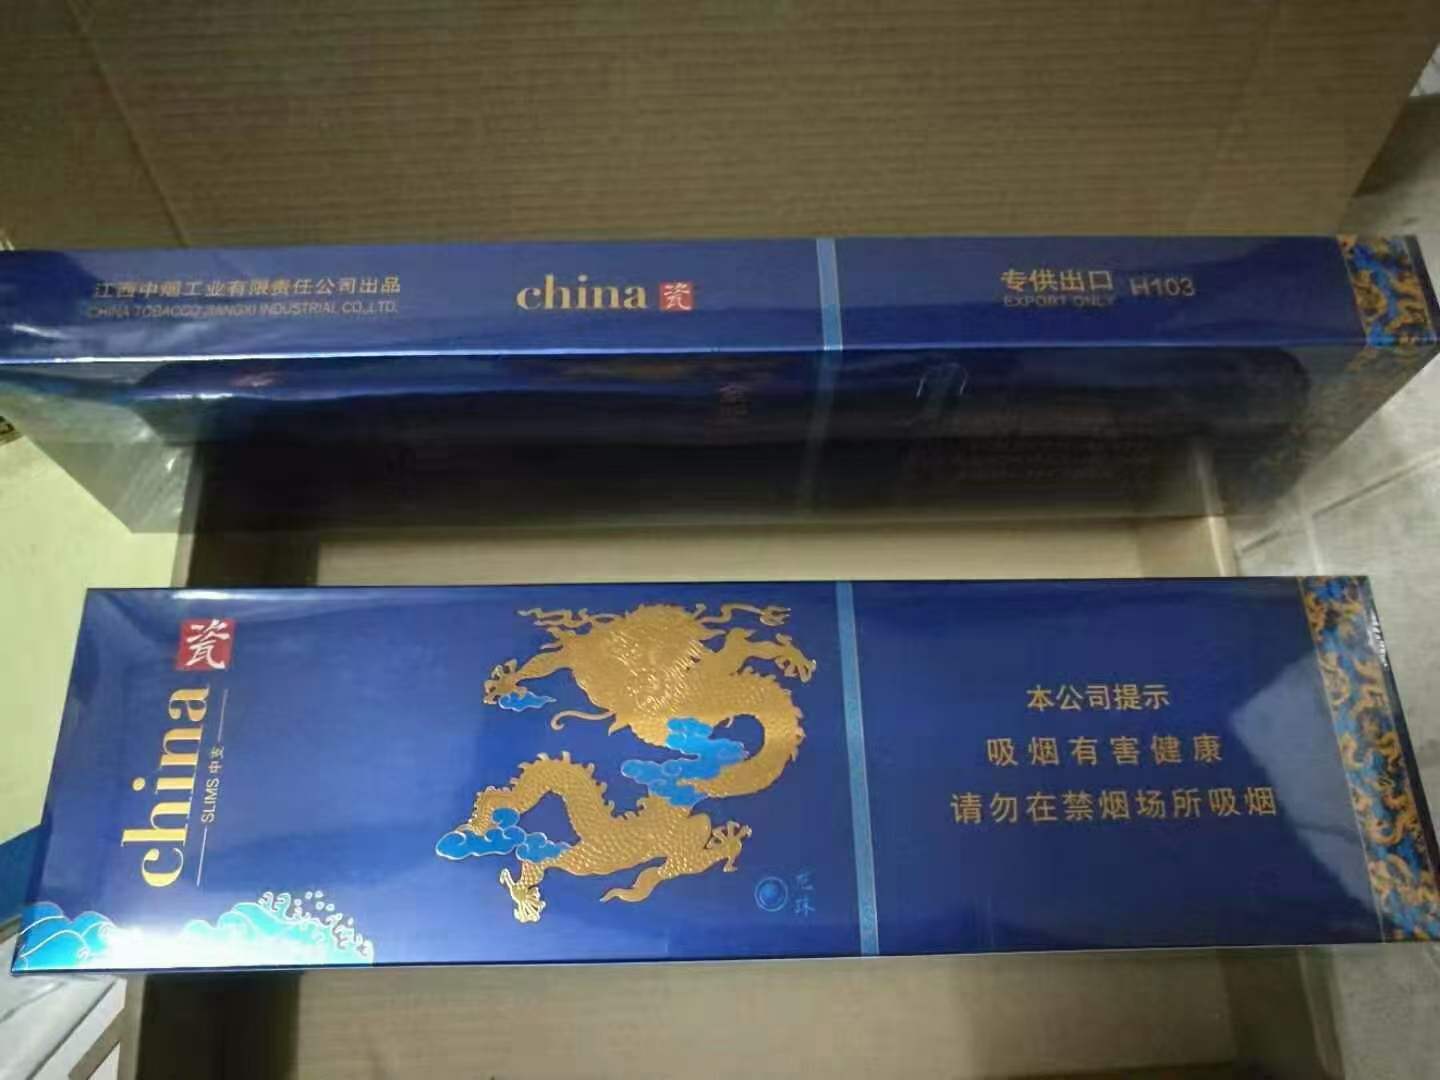 江西中烟工业有限责任公司出品
CHINA TOBACCO JIANGXI INDUSTRIAL CO.,LTD.
china 瓷
专供出口 H103
EXPORT ONLY
china 瓷
SLIMS 中支
本公司提示
吸烟有害健康
请勿在禁烟场所吸烟